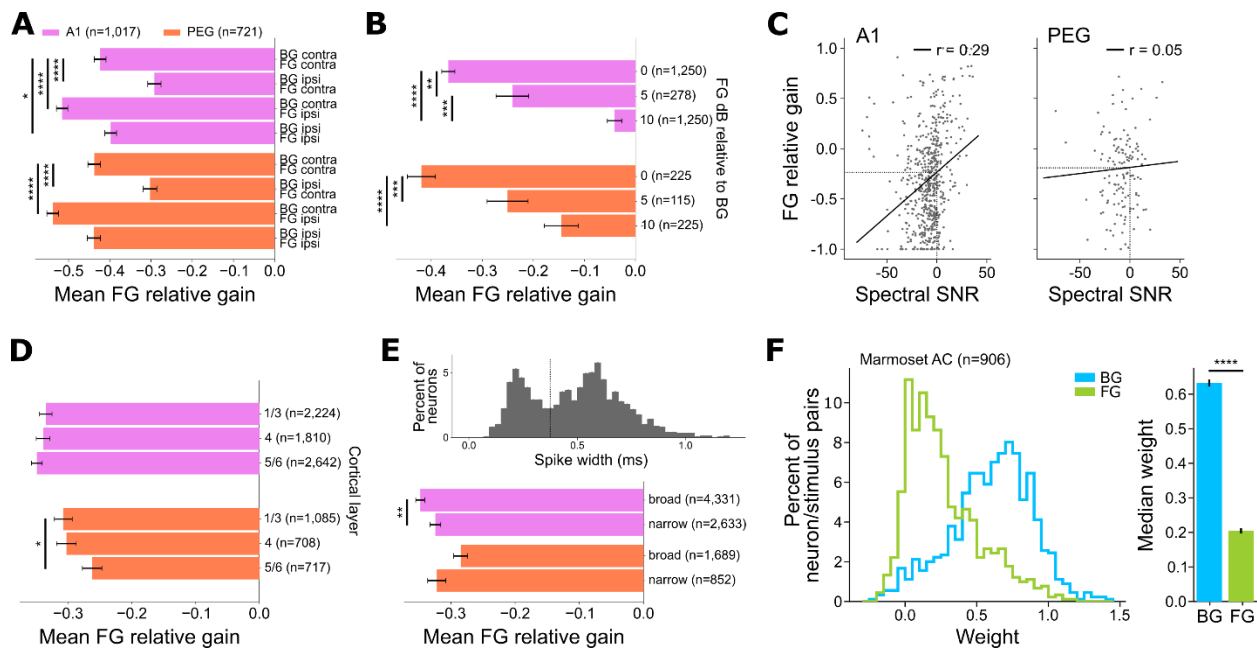 A
A1 (n=1,017)
PEG (n=721)
BG contra
FG contra
BG ipsi
FG contra
BG contra
FG ipsi
BG ipsi
FG ipsi
BG contra
FG contra
BG ipsi
FG contra
BG contra
FG ipsi
BG ipsi
FG ipsi
*
****
****
****
****
−0.5
−0.4
−0.3
−0.2
−0.1
0.0
Mean FG relative gain
B
0 (n=1,250)
5 (n=278)
10 (n=1,250)
0 (n=225
5 (n=115)
10 (n=225)
FG dB relative to BG
****
**
***
****
***
−0.4
−0.3
−0.2
−0.1
0.0
Mean FG relative gain
C
A1
r = 0.29
PEG
r = 0.05
FG relative gain
1.0
0.5
-0.0
-0.5
-1.0
-50
0
50
Spectral SNR
-50
0
50
Spectral SNR
D
1/3 (n=2,224)
4 (n=1,810)
5/6 (n=2,642)
1/3 (n=1,085)
4 (n=708)
5/6 (n=717)
Cortical layer
*
−0.3
−0.2
−0.1
0.0
Mean FG relative gain
E
Percent of
neurons
5
0
0.0
0.5
1.0
Spike width (ms)
broad (n=4,331)
narrow (n=2,633)
broad (n=1,689)
narrow (n=852)
**
−0.3
−0.2
−0.1
0.0
Mean FG relative gain
F
Marmoset AC (n=906)
BG
FG
Percent of
neuron/stimulus pairs
10
8
6
4
2
0
0.0
0.5
1.0
1.5
Weight
****
Median weight
0.6
0.5
0.4
0.3
0.2
0.1
0.0
BG
FG